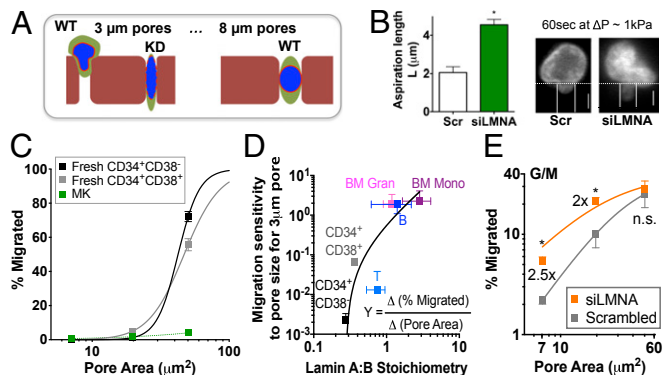 A
WT 3 μm pores ... 8 μm pores
KD WT
B
Aspiration length
L (μm)
4
2
0
*
Scr siLMNA
60sec at ΔP ~ 1kPa
Scr siLMNA
C
% Migrated
100
80
60
40
20
0
Fresh CD34+CD38-
Fresh CD34+CD38+
MK
10 100
Pore Area (μm²)
D
Migration sensitivity
to pore size for 3μm pore
10¹
10⁰
10⁻¹
10⁻²
10⁻³
BM Gran BM Mono
B
CD34+
CD38+
T
CD34+
CD38-
Y = Δ (% Migrated)
Δ (Pore Area)
0.1 1 10
Lamin A:B Stoichiometry
E
G/M
% Migrated
10
1
*
2.5x
2x
*
n.s.
siLMNA
Scrambled
7 10 60
Pore Area (μm²)